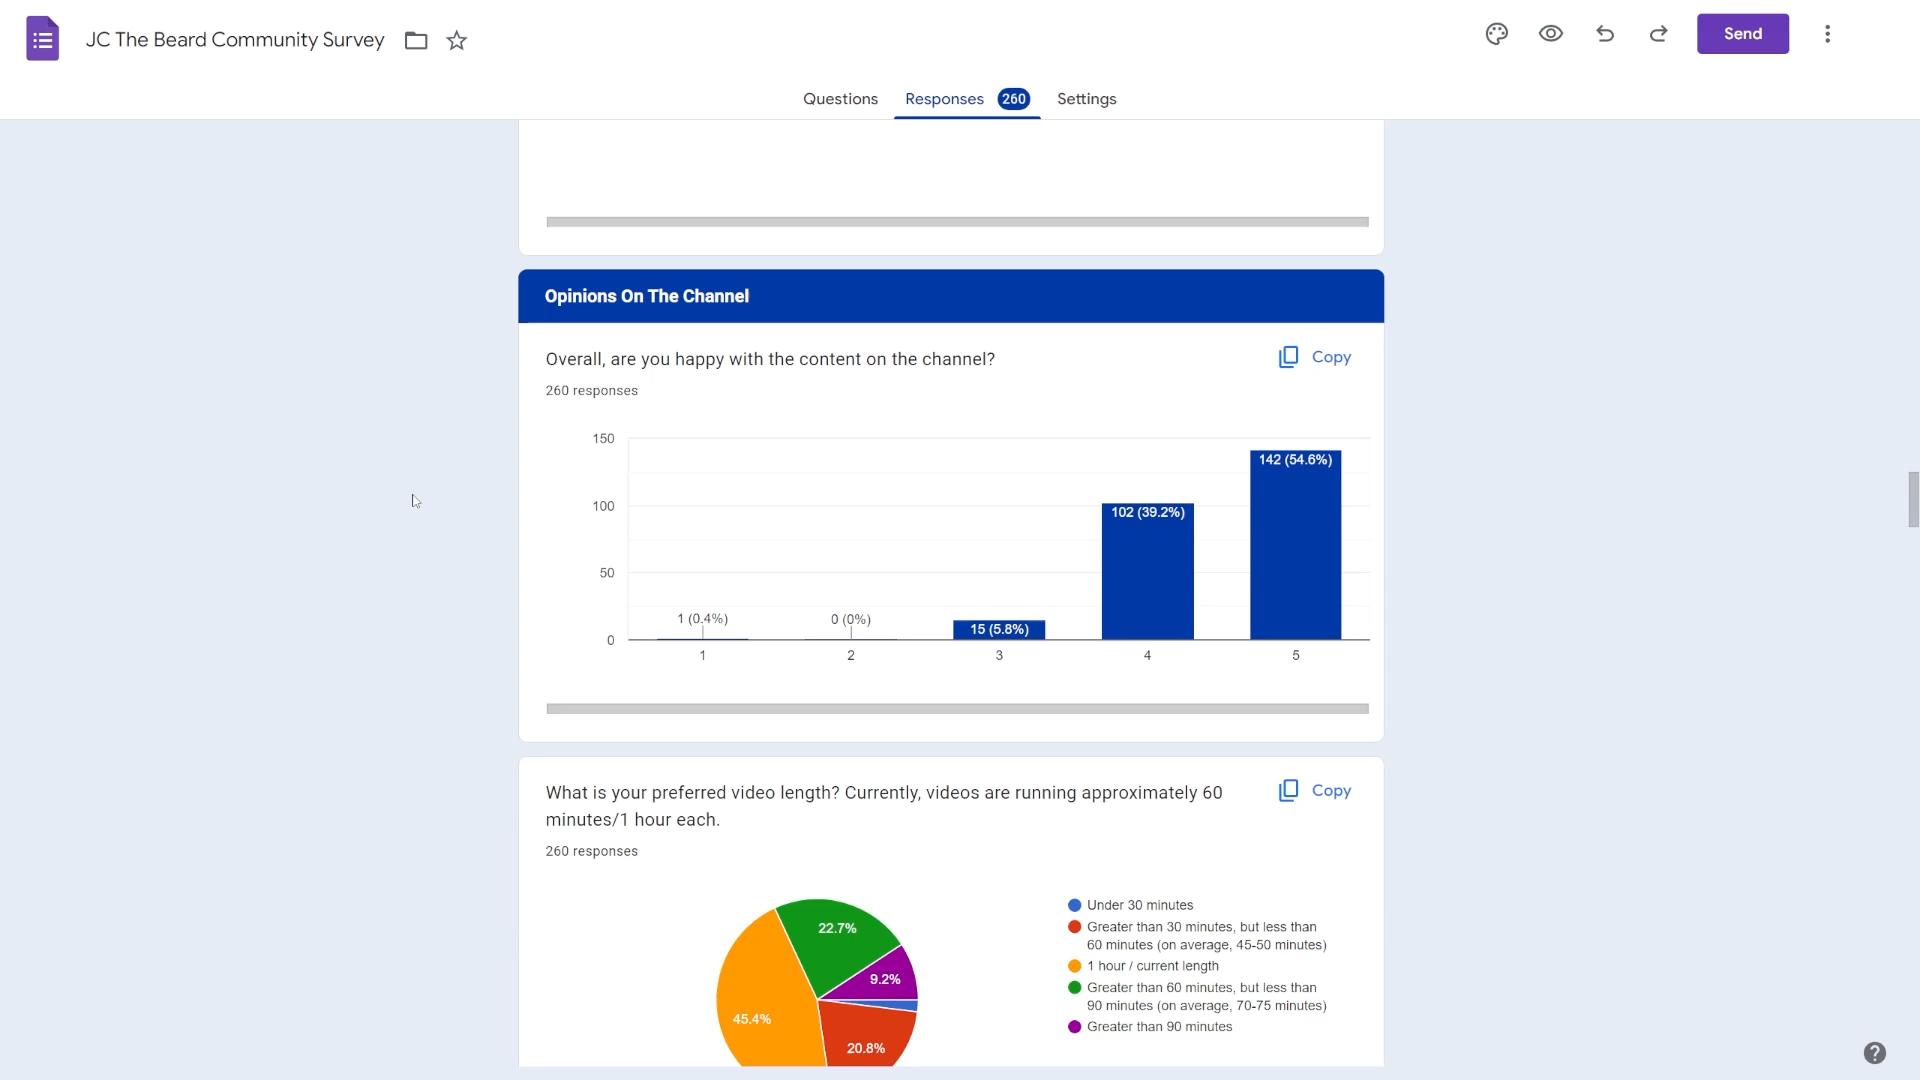 JC The Beard Community Survey
Send
Questions
Responses 260
Settings
Opinions On The Channel
Overall, are you happy with the content on the channel?
Copy
260 responses
150
100
50
0
1 (0.4%)
0 (0%)
15 (5.8%)
102 (39.2%)
142 (54.6%)
1
2
3
4
5
What is your preferred video length? Currently, videos are running approximately 60
minutes/1 hour each.
Copy
260 responses
22.7%
9.2%
45.4%
20.8%
Under 30 minutes
Greater than 30 minutes, but less than
60 minutes (on average, 45-50 minutes)
1 hour / current length
Greater than 60 minutes, but less than
90 minutes (on average, 70-75 minutes)
Greater than 90 minutes
?